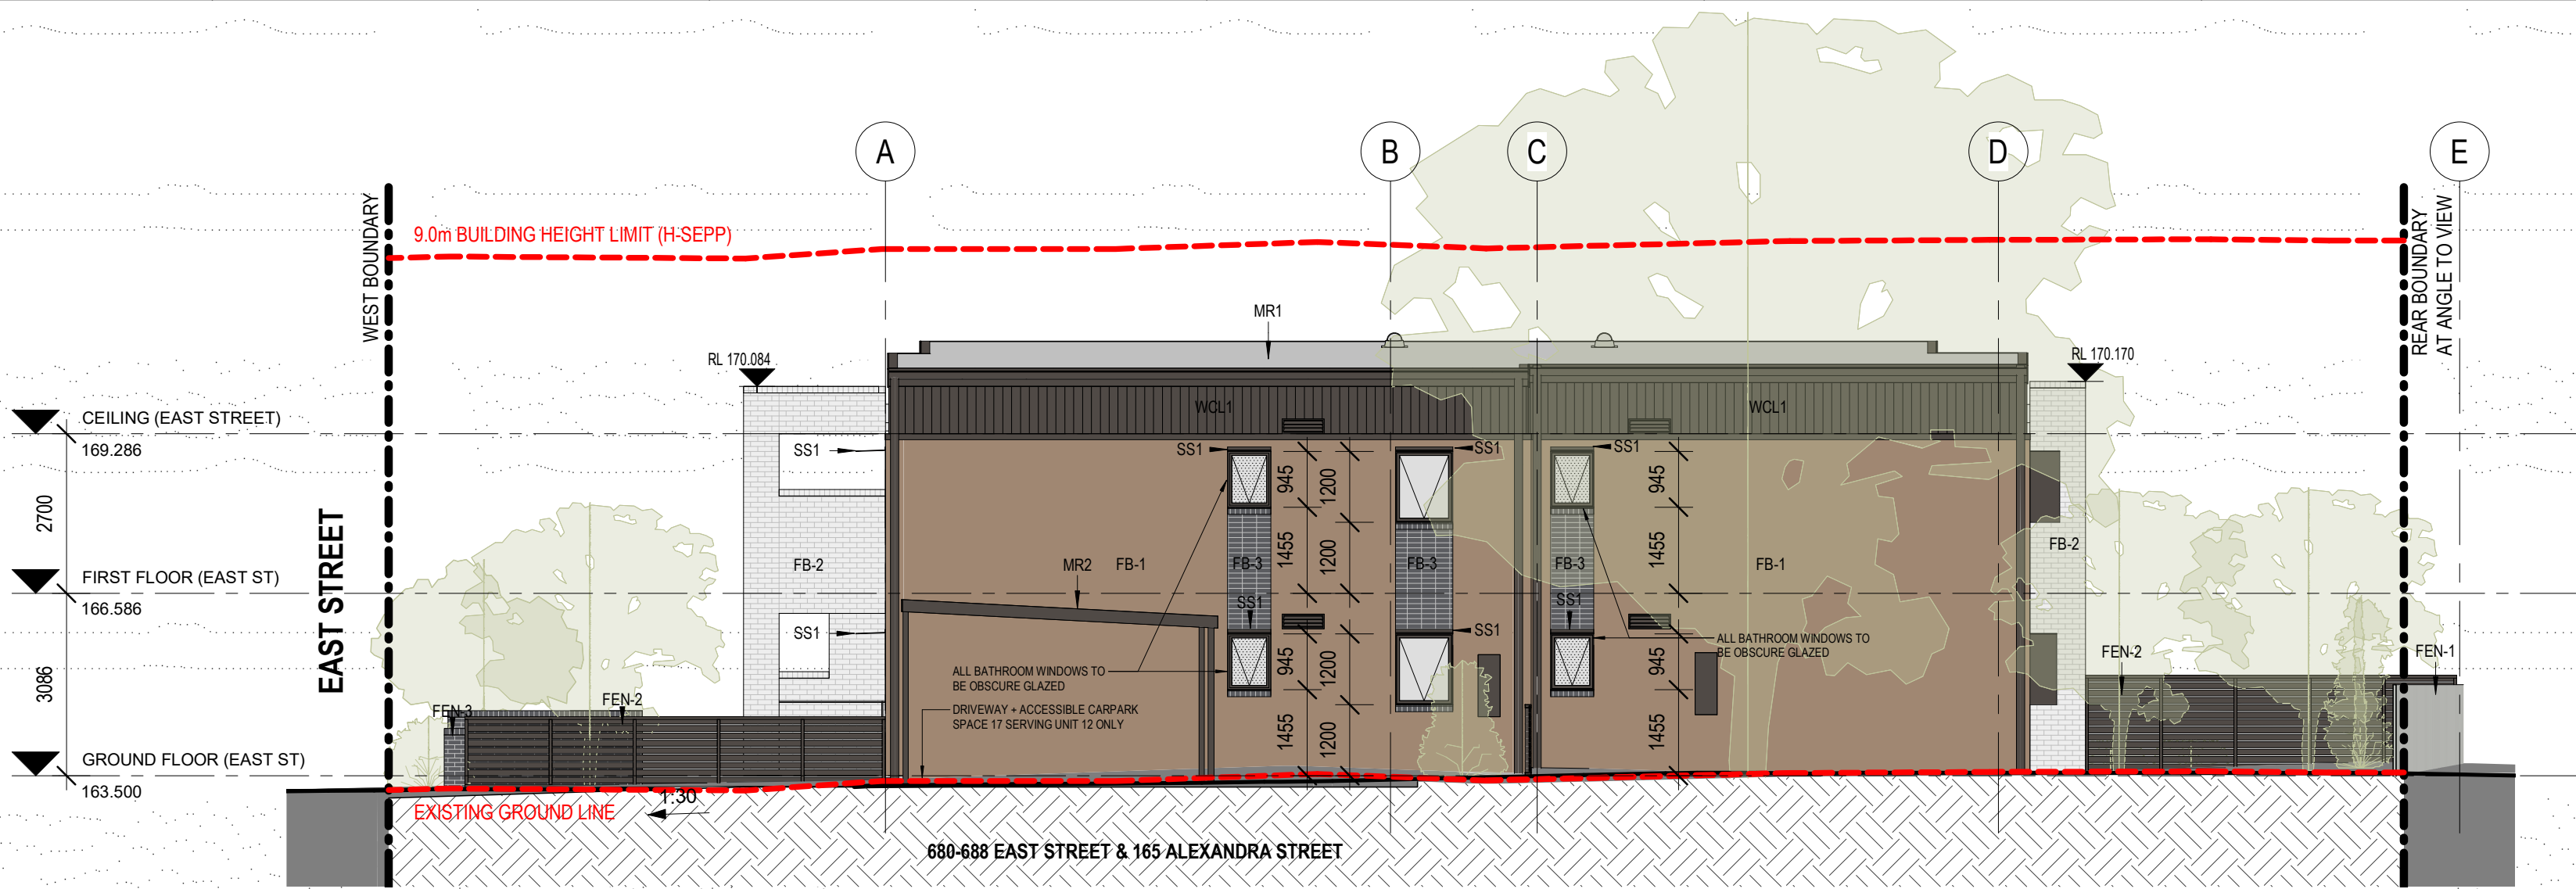 A
B
C
D
E
WEST BOUNDARY
9.0m BUILDING HEIGHT LIMIT (H-SEPP)
REAR BOUNDARY
AT ANGLE TO VIEW
MR1
RL 170.084
RL 170.170
CEILING (EAST STREET)
169.286
WCL1
WCL1
SS1
SS1
SS1
SS1
945
1200
945
2700
EAST STREET
FIRST FLOOR (EAST ST)
166.586
FB-2
MR2
FB-1
FB-3
1455
1200
FB-3
FB-3
1455
FB-1
FB-2
SS1
SS1
SS1
SS1
3086
ALL BATHROOM WINDOWS TO
BE OBSCURE GLAZED
945
1200
945
ALL BATHROOM WINDOWS TO
BE OBSCURE GLAZED
FEN-2
FEN-1
FEN-3
FEN-2
DRIVEWAY + ACCESSIBLE CARPARK
SPACE 17 SERVING UNIT 12 ONLY
1455
1200
1455
GROUND FLOOR (EAST ST)
163.500
1:30
EXISTING GROUND LINE
680-688 EAST STREET & 165 ALEXANDRA STREET